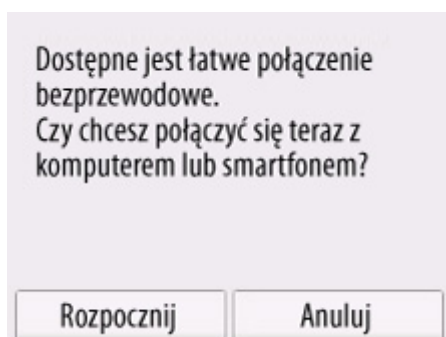 Dostępne jest łatwe połączenie
bezprzewodowe.
Czy chcesz połączyć się teraz z
komputerem lub smartfonem?
Rozpocznij
Anuluj